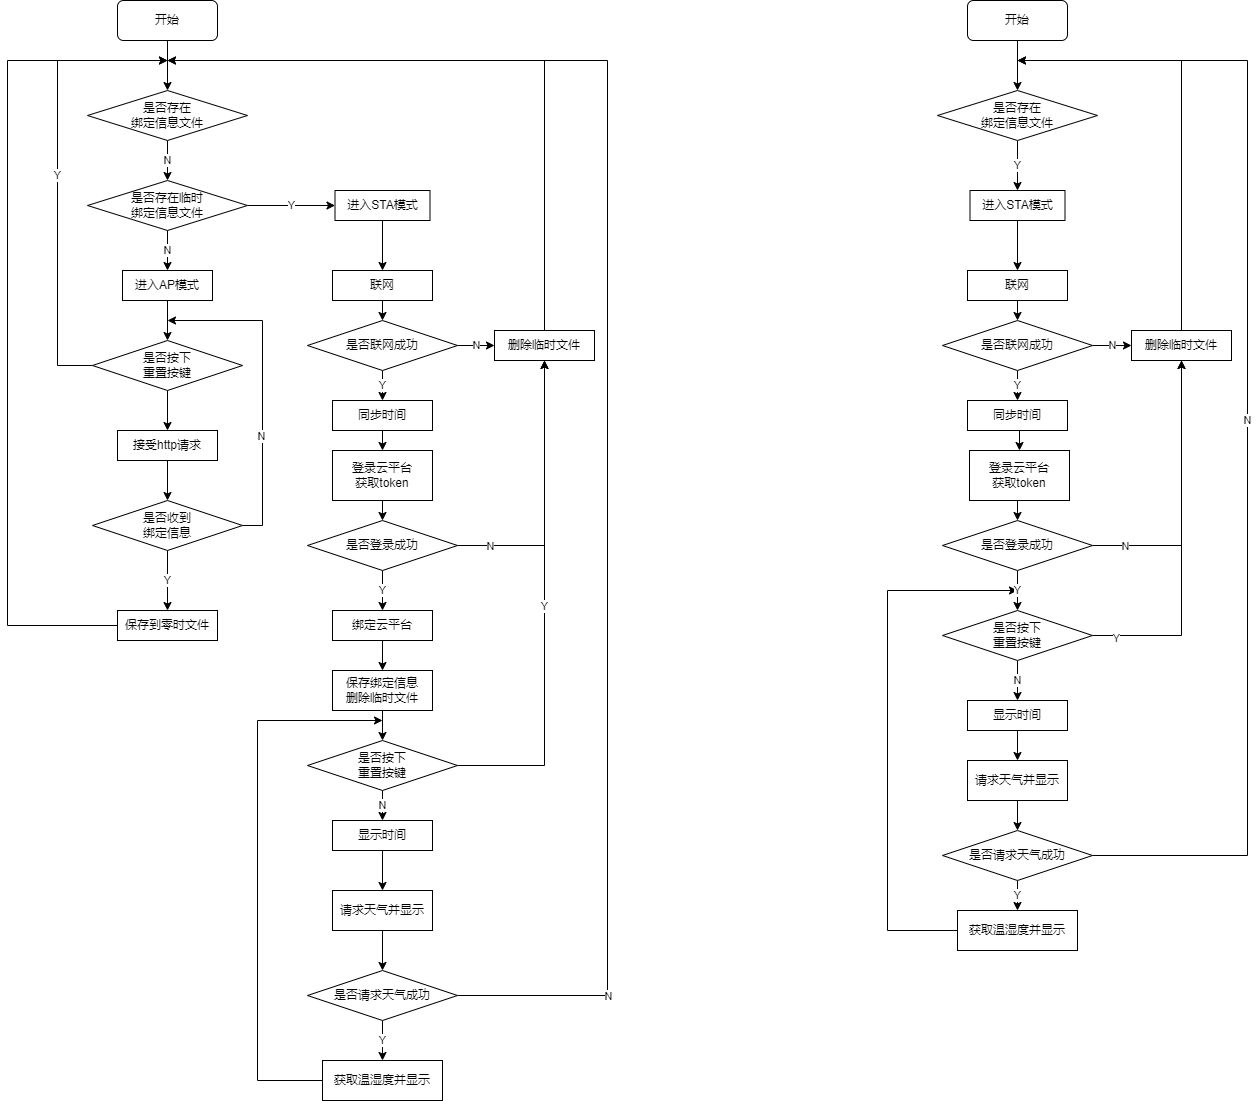 开始
是否存在
绑定信息文件
N
是否存在临时
绑定信息文件
Y
N
进入AP模式
Y
是否按下
重置按键
接受http请求
N
是否收到
绑定信息
Y
保存到零时文件
进入STA模式
联网
是否联网成功
N
删除临时文件
Y
同步时间
登录云平台
获取token
是否登录成功
N
Y
绑定云平台
Y
保存绑定信息
删除临时文件
是否按下
重置按键
N
显示时间
请求天气并显示
是否请求天气成功
N
Y
获取温湿度并显示
开始
是否存在
绑定信息文件
Y
进入STA模式
联网
是否联网成功
N
删除临时文件
Y
同步时间
N
登录云平台
获取token
是否登录成功
N
Y
是否按下
重置按键
Y
N
显示时间
请求天气并显示
是否请求天气成功
Y
获取温湿度并显示